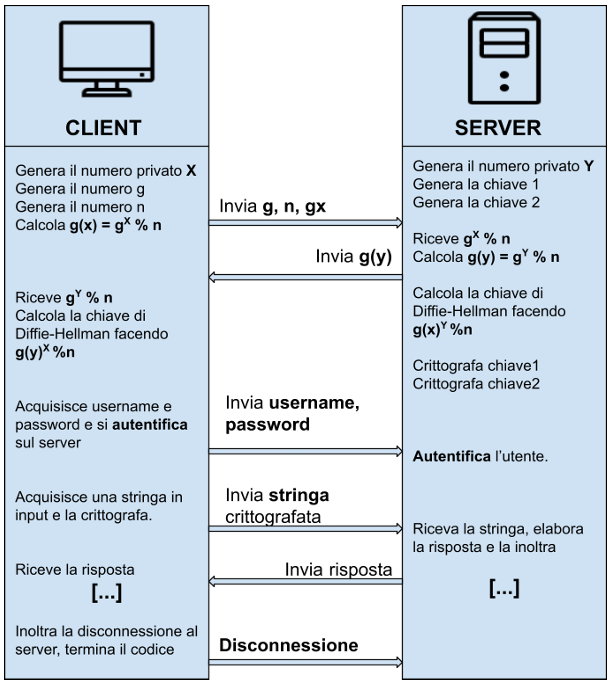 CLIENT
Genera il numero privato X
Genera il numero g
Genera il numero n
Calcola g(x) = g^X % n
Riceve g^Y % n
Calcola la chiave di
Diffie-Hellman facendo
g(y)^X %n
Acquisisce username e
password e si autentifica
sul server
Acquisisce una stringa in
input e la crittografa.
Riceve la risposta
[...]
Inoltra la disconnessione al
server, termina il codice
Invia g, n, gx
Invia g(y)
Invia username,
password
Invia stringa
crittografata
Invia risposta
Disconnessione
SERVER
Genera il numero privato Y
Genera la chiave 1
Genera la chiave 2
Riceve g^X % n
Calcola g(y) = g^Y % n
Calcola la chiave di
Diffie-Hellman facendo
g(x)^Y %n
Crittografa chiave1
Crittografa chiave2
Autentifica l'utente.
Riceva la stringa, elabora
la risposta e la inoltra
[...]